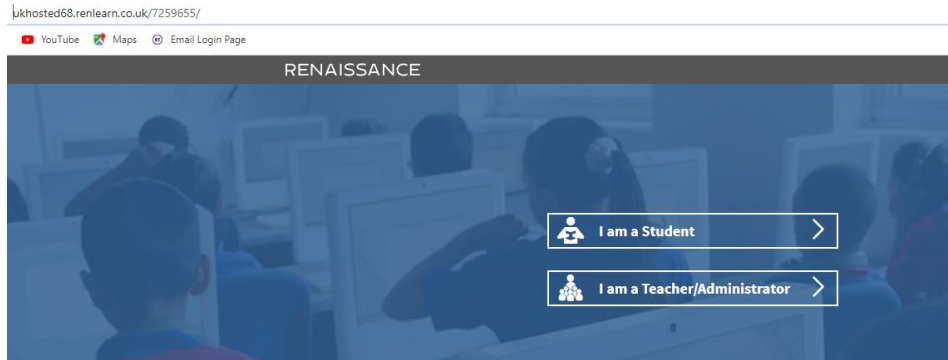 ukhosted68.renlearn.co.uk/7259655/
YouTube Maps Email Login Page
RENAISSANCE
I am a Student
I am a Teacher/Administrator